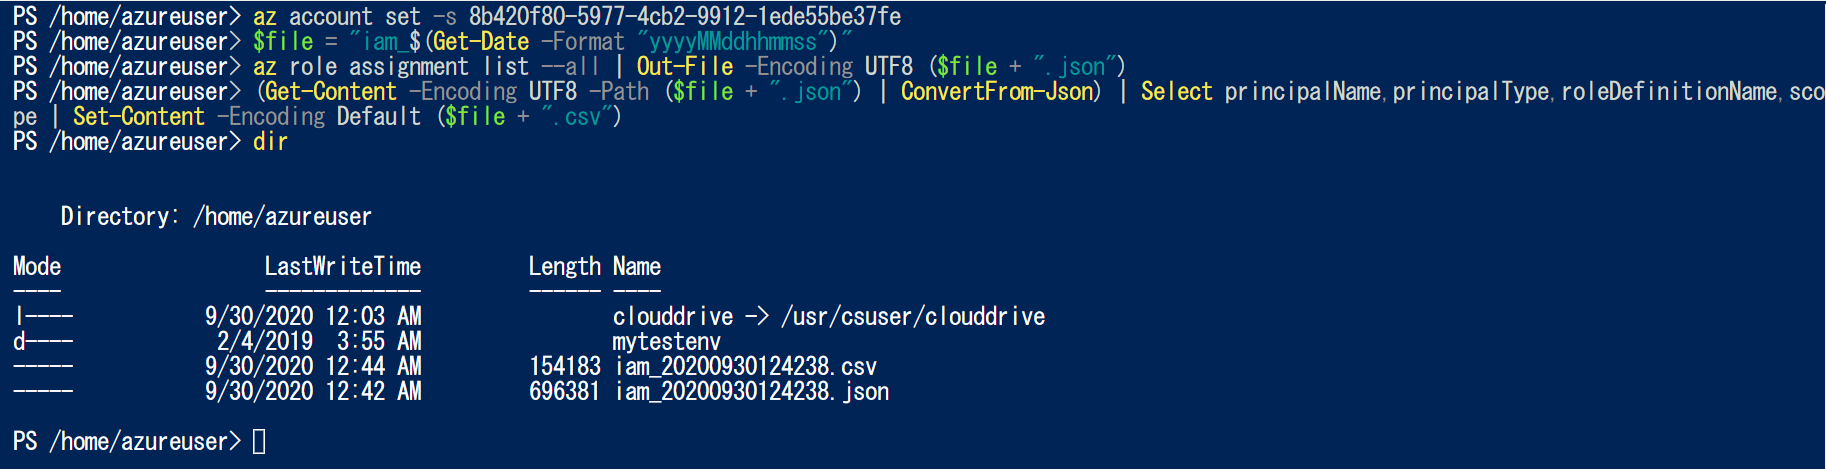 PS /home/azureuser> az account set -s 8b420f80-5977-4cb2-9912-1ede55be37fe
PS /home/azureuser> $file = "iam_$(Get-Date -Format "yyyyMMddhhmmss")"
PS /home/azureuser> az role assignment list --all | Out-File -Encoding UTF8 ($file + ".json")
PS /home/azureuser> (Get-Content -Encoding UTF8 -Path ($file + ".json") | ConvertFrom-Json) | Select principalName,principalType,roleDefinitionName,sco
pe | Set-Content -Encoding Default ($file + ".csv")
PS /home/azureuser> dir
Directory: /home/azureuser
Mode                 LastWriteTime         Length Name
----                 -------------         ------ ----
l----           9/30/2020 12:03 AM                clouddrive -> /usr/csuser/clouddrive
d----            2/4/2019  3:55 AM                mytestenv
-----           9/30/2020 12:44 AM         154183 iam_20200930124238.csv
-----           9/30/2020 12:42 AM         696381 iam_20200930124238.json
PS /home/azureuser>